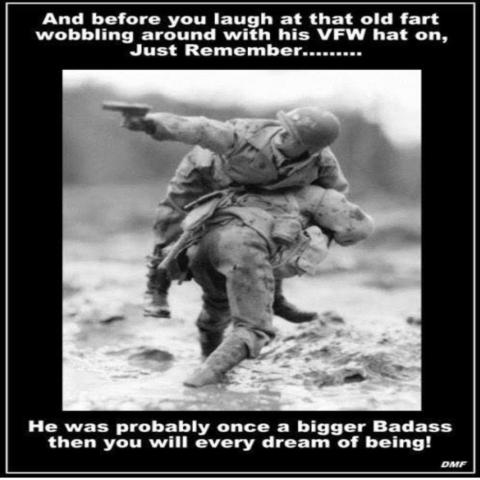 And before you laugh at that old fart
wobbling around with his VFW hat on,
Just Remember.........
He was probably once a bigger Badass
then you will every dream of being!
DMF